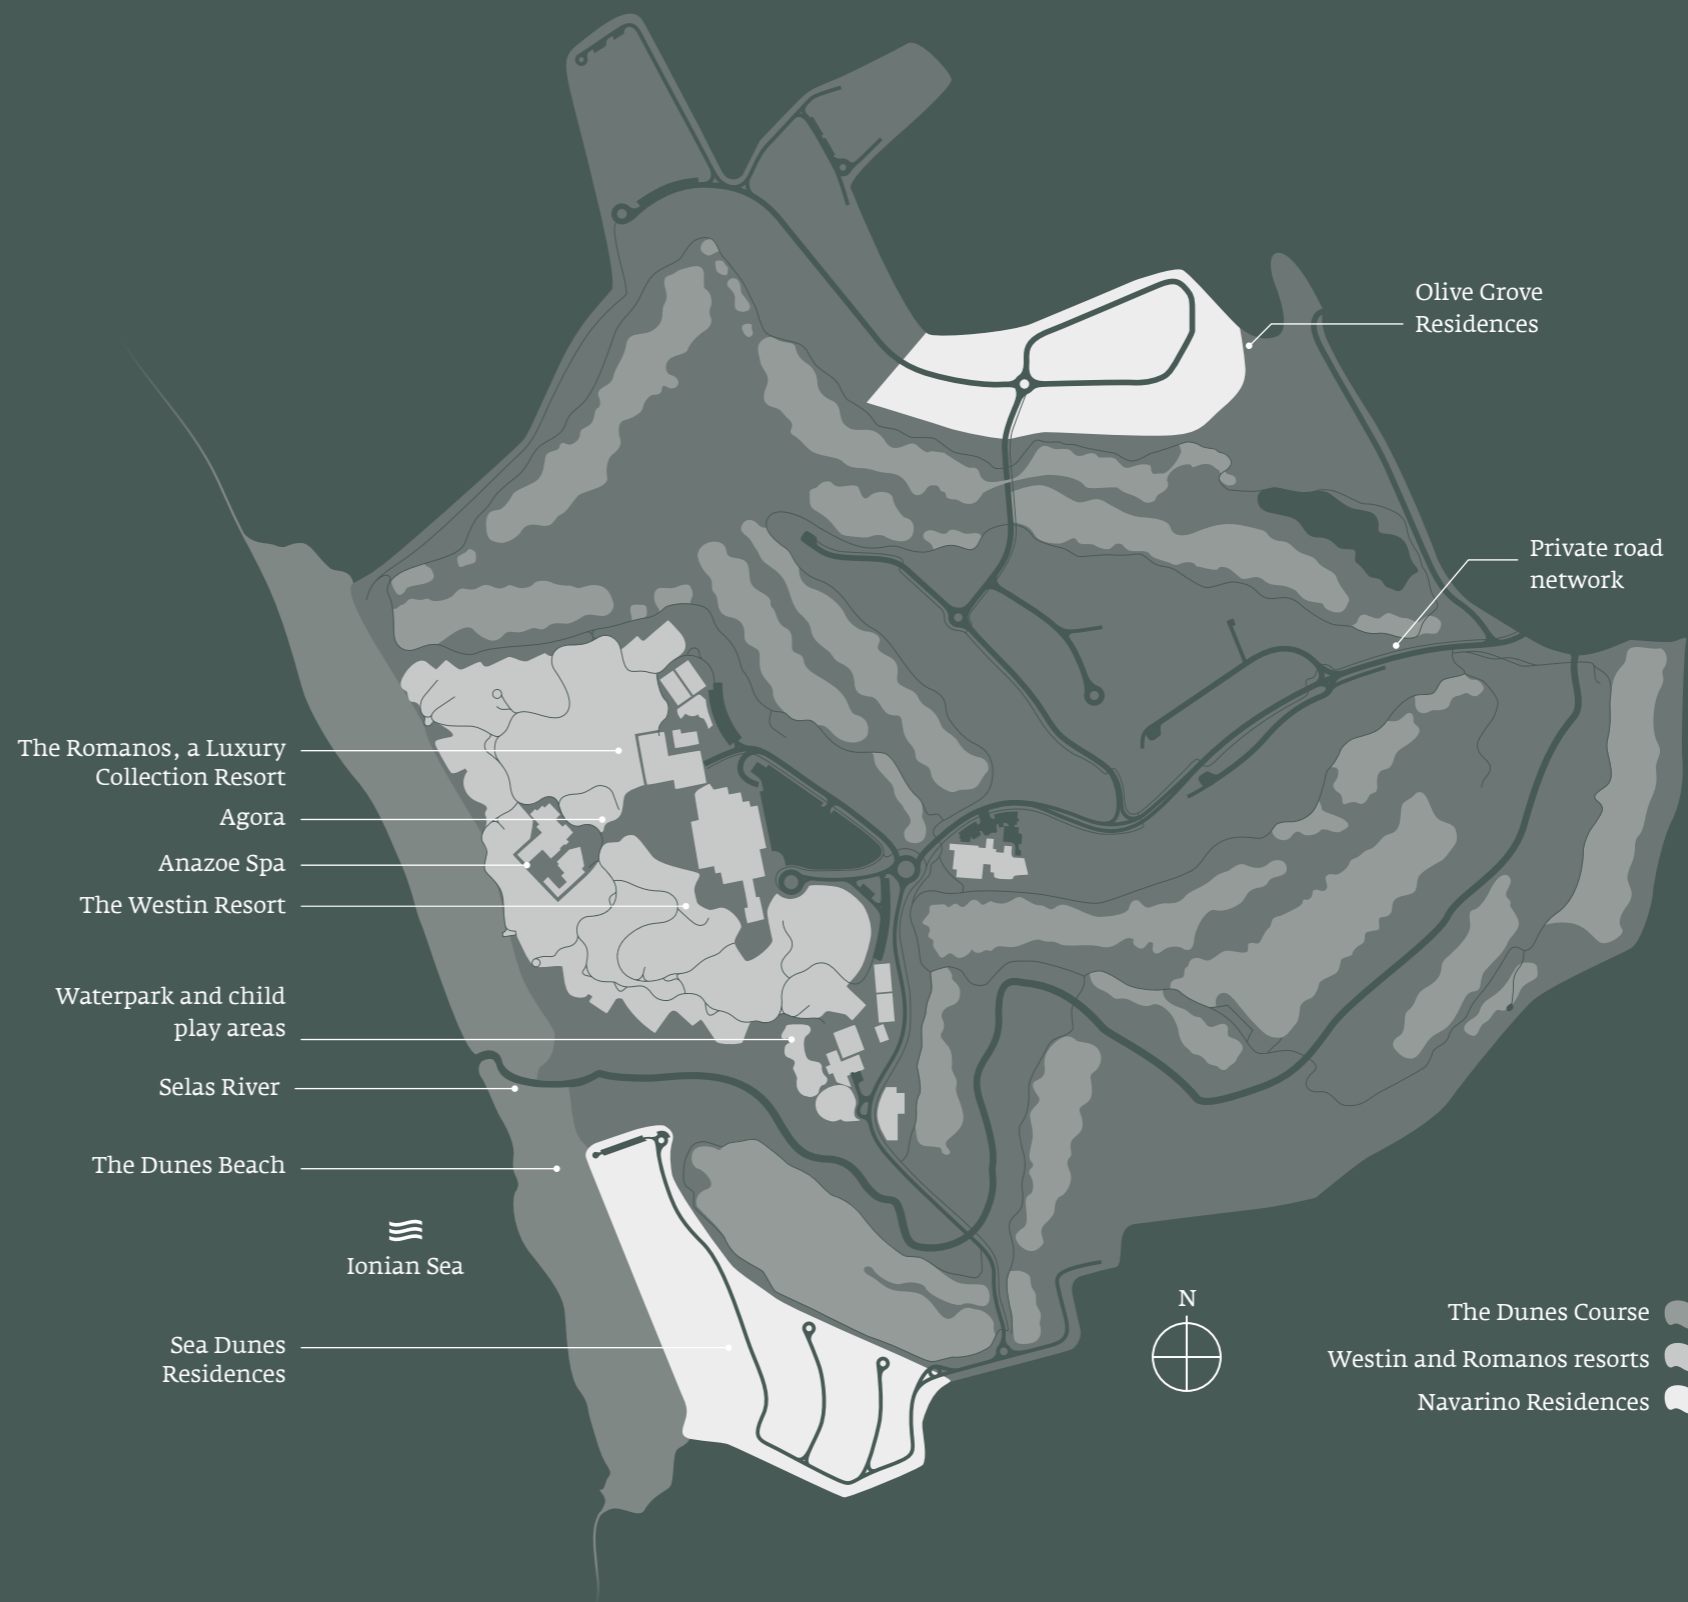 Olive Grove
Residences
Private road
network
The Romanos, a Luxury
Collection Resort
Agora
Anazoe Spa
The Westin Resort
Waterpark and child
play areas
Selas River
The Dunes Beach
Ionian Sea
Sea Dunes
Residences
N
The Dunes Course
Westin and Romanos resorts
Navarino Residences